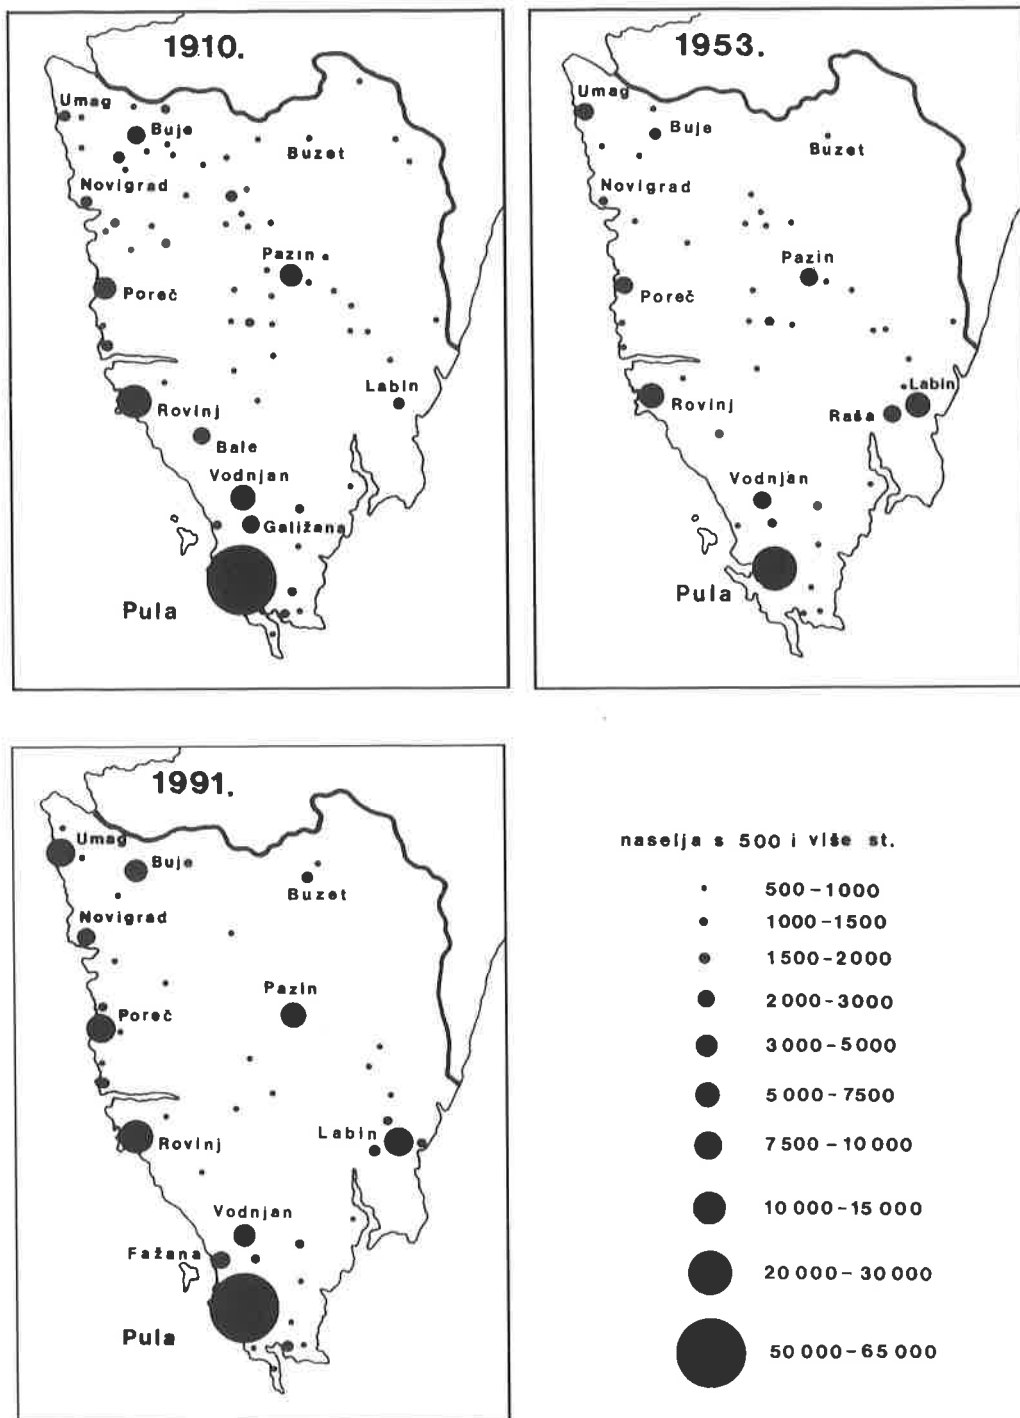 1910.
Umag
Buje
Buzet
Novigrad
Pazin
Poreč
Labin
Rovinj
Bale
Vodnjan
Galižana
Pula
1953.
Umag
Buje
Buzet
Novigrad
Pazin
Poreč
Labin
Rovinj
Raša
Vodnjan
Pula
1991.
Umag
Buje
Buzet
Novigrad
Pazin
Poreč
Labin
Rovinj
Vodnjan
Fažana
Pula
naselja s 500 i više st.
500-1000
1000-1500
1500-2000
2000-3000
3000-5000
5000-7500
7500-10000
10000-15000
20000-30000
50000-65000